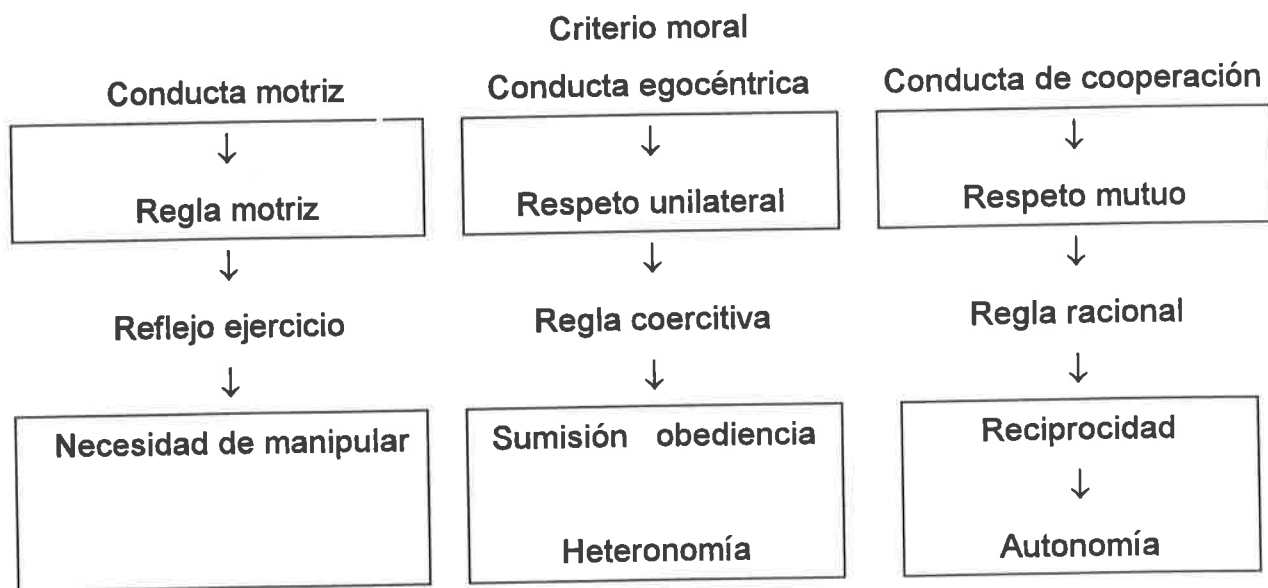 Criterio moral
Conducta motriz
Conducta egocéntrica
Conducta de cooperación
↓
↓
↓
Regla motriz
Respeto unilateral
Respeto mutuo
↓
↓
↓
Reflejo ejercicio
Regla coercitiva
Regla racional
↓
↓
↓
Necesidad de manipular
Sumisión obediencia
Reciprocidad
↓
Heteronomía
Autonomía